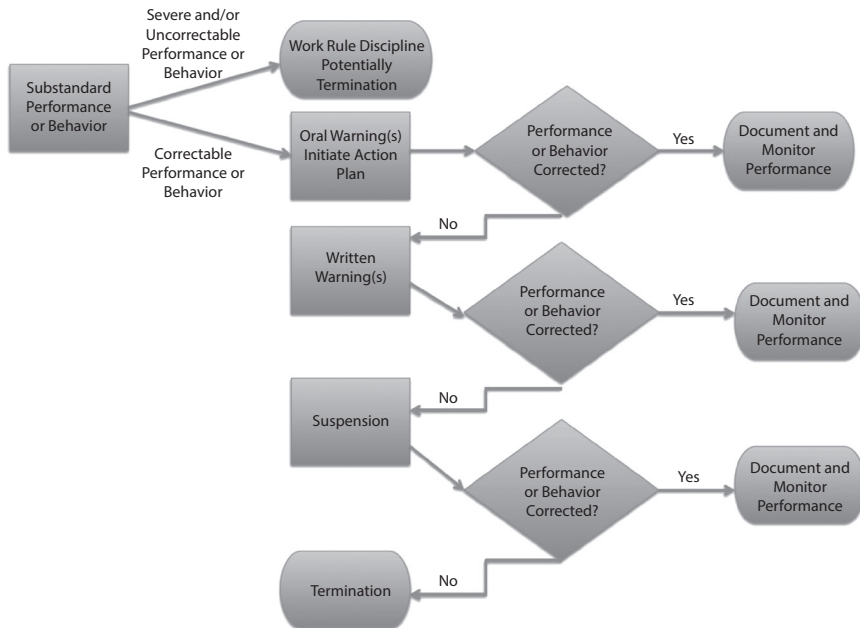 Severe and/or
Uncorrectable
Performance or
Behavior
Work Rule Discipline
Potentially
Termination
Substandard
Performance
or Behavior
Correctable
Performance or
Behavior
Oral Warning(s)
Initiate Action
Plan
Performance
or Behavior
Corrected?
Yes
Document and
Monitor
Performance
No
Written
Warning(s)
Performance
or Behavior
Corrected?
Yes
Document and
Monitor
Performance
No
Suspension
Performance
or Behavior
Corrected?
Yes
Document and
Monitor
Performance
No
Termination